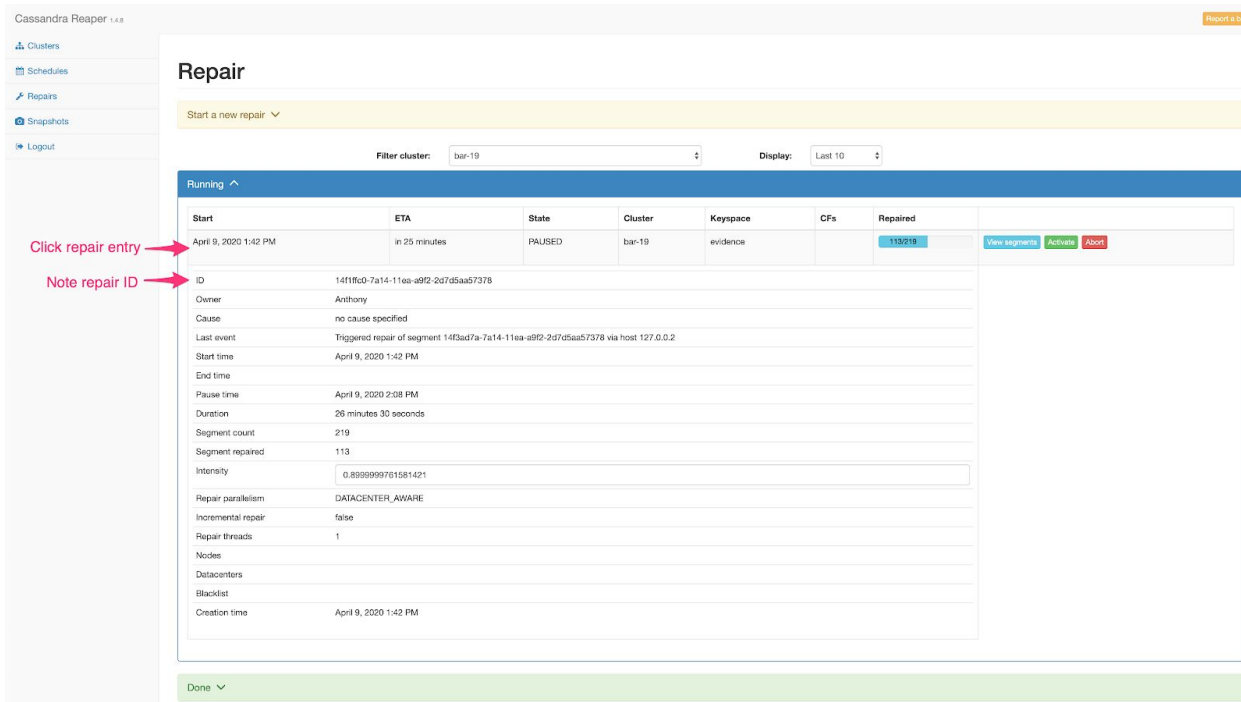 Cassandra Reaper 1.4.8
Report a b
Clusters
Schedules
Repairs
Snapshots
Logout
Repair
Start a new repair
Filter cluster: bar-19 Display: Last 10
Running
Start ETA State Cluster Keyspace CFs Repaired
Click repair entry
April 9, 2020 1:42 PM in 25 minutes PAUSED bar-19 evidence 113/219 View segments Activate Abort
Note repair ID
ID 14f1ffc0-7a14-11ea-a9f2-2d7d5aa57378
Owner Anthony
Cause no cause specified
Last event Triggered repair of segment 14f3ad7a-7a14-11ea-a9f2-2d7d5aa57378 via host 127.0.0.2
Start time April 9, 2020 1:42 PM
End time
Pause time April 9, 2020 2:08 PM
Duration 26 minutes 30 seconds
Segment count 219
Segment repaired 113
Intensity 0.8999999761581421
Repair parallelism DATACENTER_AWARE
Incremental repair false
Repair threads 1
Nodes
Datacenters
Blacklist
Creation time April 9, 2020 1:42 PM
Done